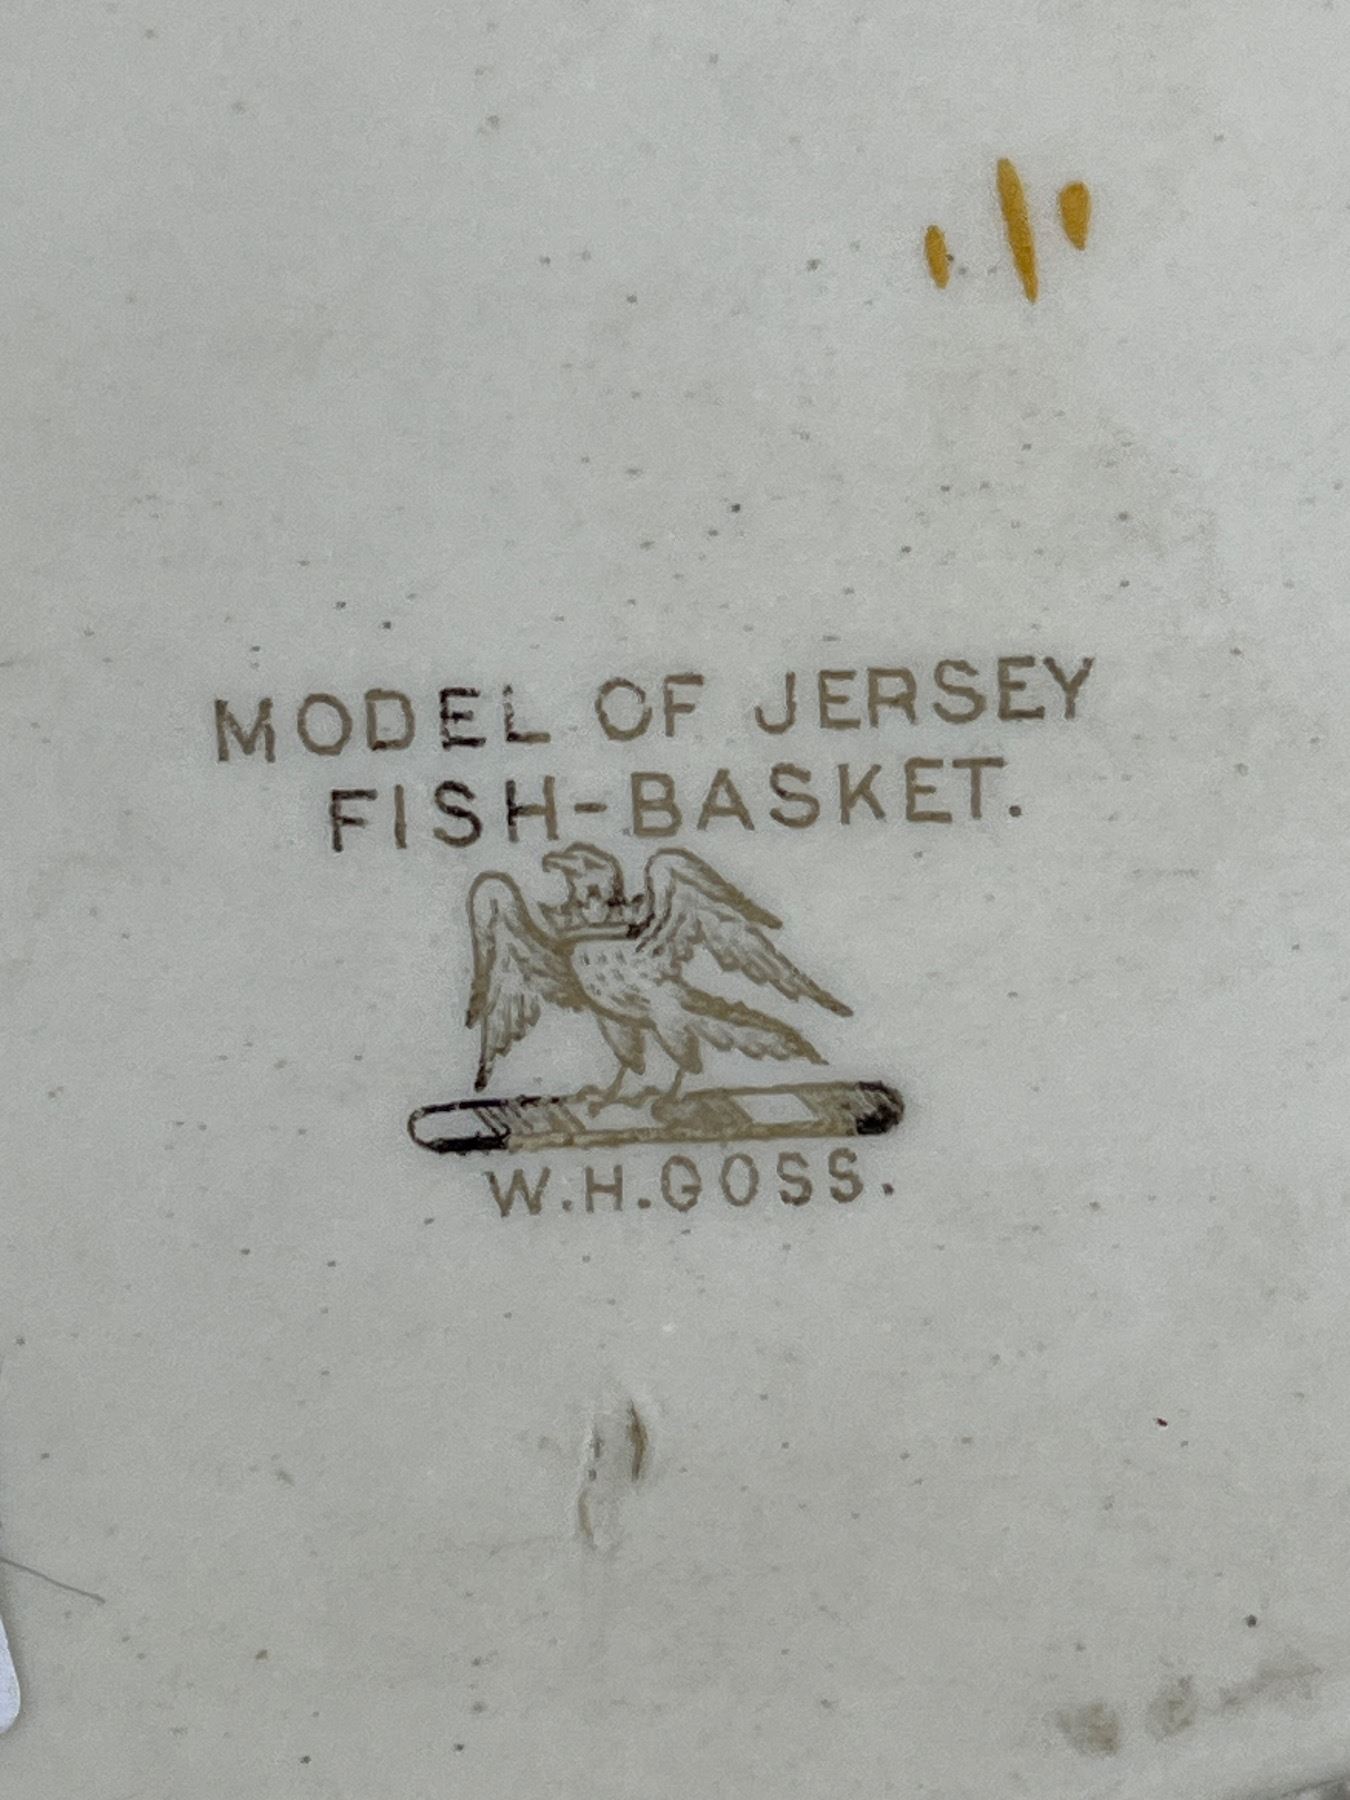 MODEL OF JERSEY
FISH-BASKET.
W.H.GOSS.